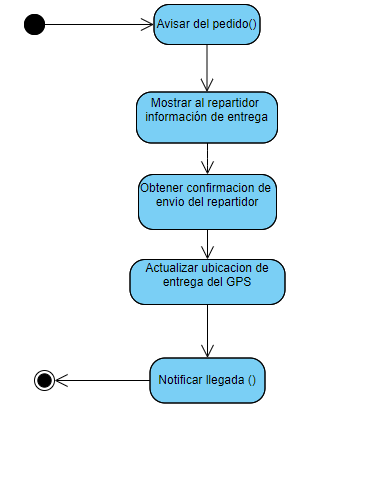 Avisar del pedido()
Mostrar al repartidor
información de entrega
Obtener confirmacion de
envio del repartidor
Actualizar ubicacion de
entrega del GPS
Notificar llegada ()